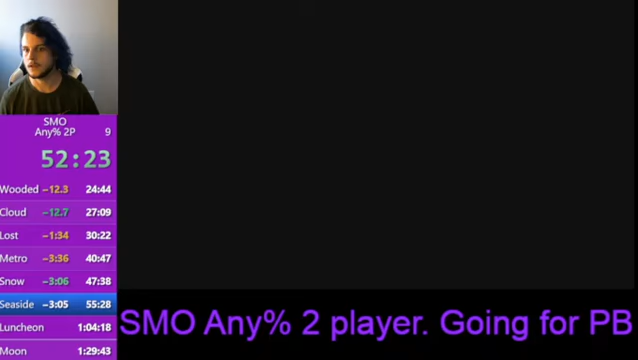 SMO
Any% 2P 9
52:23
Wooded -12.3 24:44
Cloud -12.7 27:09
Lost -1:34 30:22
Metro -3:36 40:47
Snow -3:06 47:38
Seaside -3:05 55:28
Luncheon 1:04:18
Moon 1:29:43
SMO Any% 2 player. Going for PB